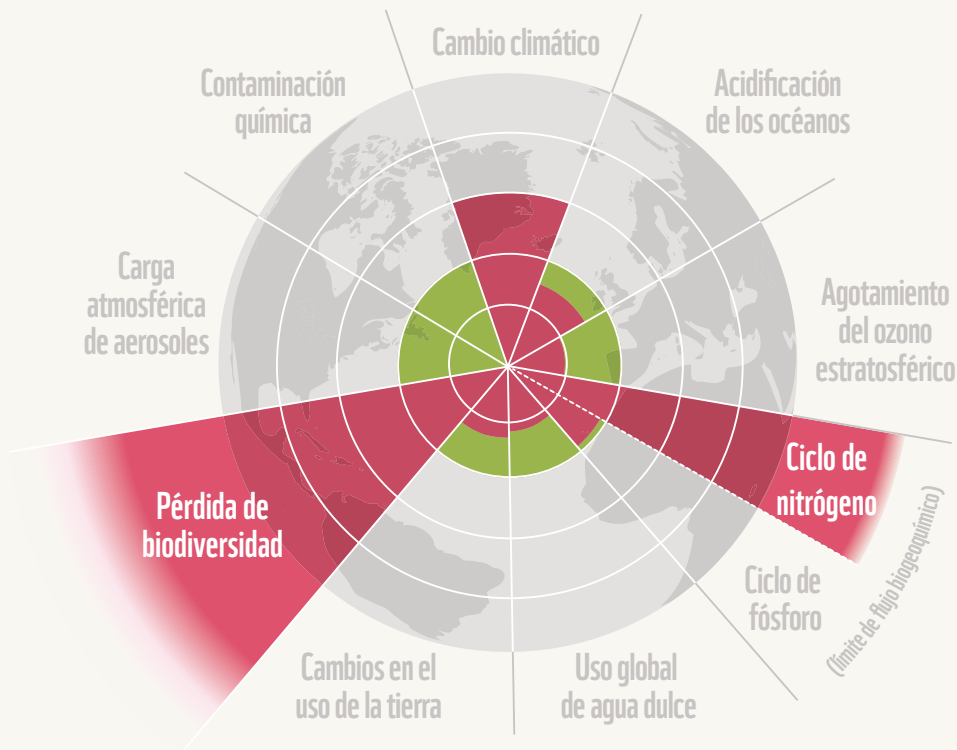 Cambio climático
Contaminación
química
Acidificación
de los océanos
Carga
atmosférica
de aerosoles
Agotamiento
del ozono
estratosférico
Pérdida de
biodiversidad
Ciclo de
nitrógeno
Ciclo de
fósforo
(límite de flujo biogeoquímico)
Cambios en el
uso de la tierra
Uso global
de agua dulce